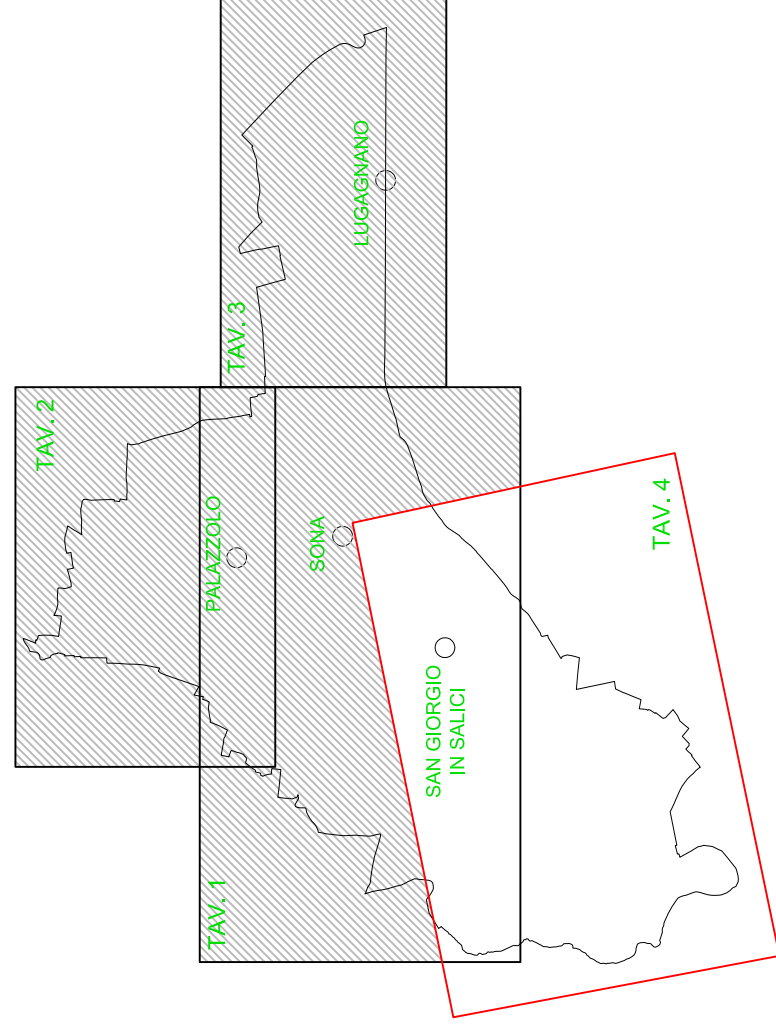 TAV. 2
TAV. 3
LUGAGNANO
PALAZZOLO
SONA
TAV. 4
SAN GIORGIO
IN SALICI
TAV. 1